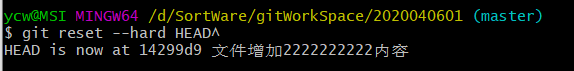 ycw@MSI MINGW64 /d/SortWare/gitWorkSpace/2020040601 (master)
$ git reset --hard HEAD^
HEAD is now at 14299d9 文件增加2222222222内容